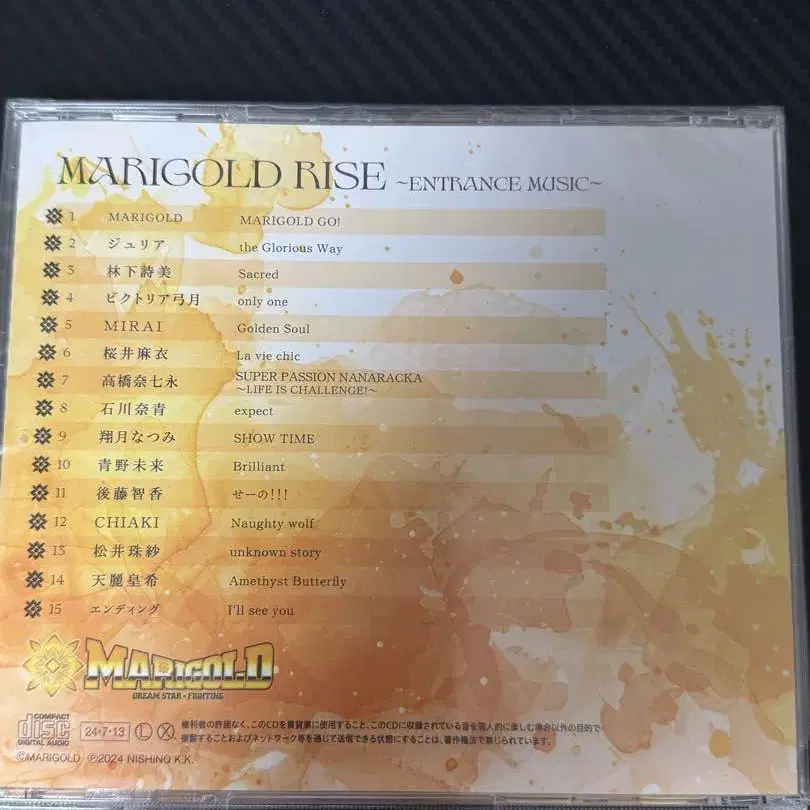 MARIGOLD RISE ~ENTRANCE MUSIC~
1 MARIGOLD MARIGOLD GO!
2 ジュリア the Glorious Way
3 林下詩美 Sacred
4 ビクトリア弓月 only one
5 MIRAI Golden Soul
6 桜井麻衣 La vie chic
7 高橋奈七永 SUPER PASSION NANARACKA
~LIFE IS CHALLENGE!~
8 石川奈青 expect
9 翔月なつみ SHOW TIME
10 青野未来 Brilliant
11 後藤智香 せーの!!!
12 CHIAKI Naughty wolf
13 松井珠紗 unknown story
14 天麗皇希 Amethyst Butterfly
15 エンディング I'll see you
MARIGOLD
DREAM STAR★FIGHTING
COMPACT
disc
DIGITAL AUDIO
24・7・13 L X
権利者の許諾なく、このCDを賃貸業に使用すること、このCDに収録されている音を個人的に楽しむ場合以外の目的で
複製することおよびネットワーク等を通じて送信できる状態にすることは、著作権法で禁じられています。
©MARIGOLD ℗2024 NISHINO K.K.